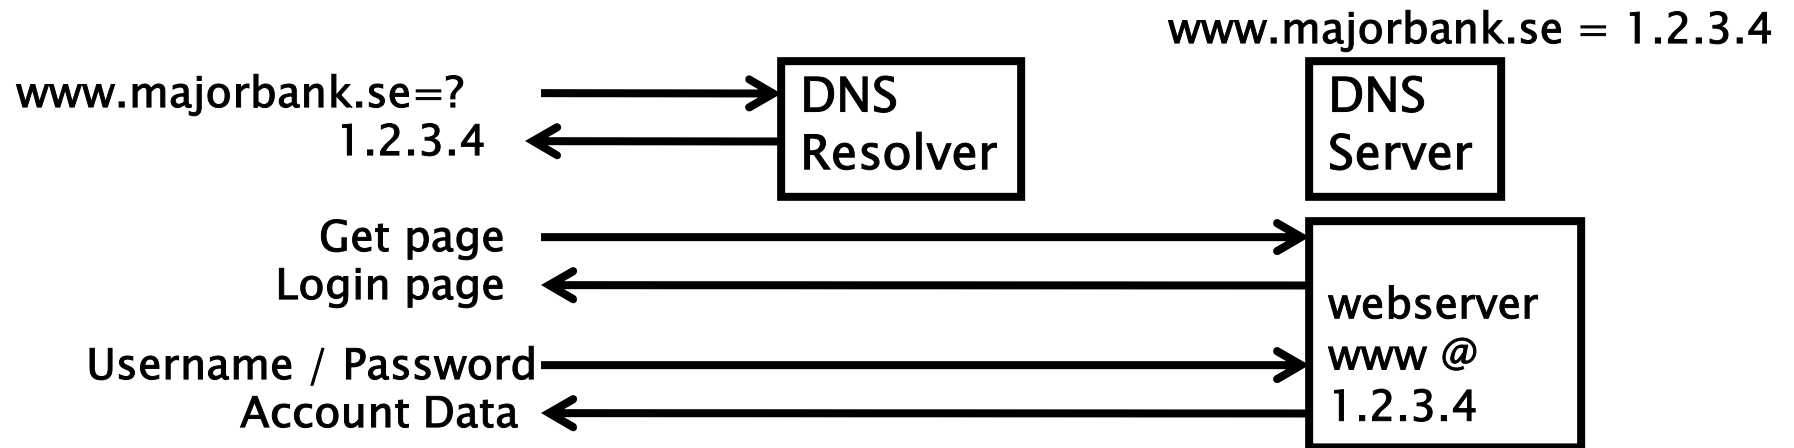 www.majorbank.se = 1.2.3.4
www.majorbank.se=?
1.2.3.4
DNS
Resolver
DNS
Server
Get page
Login page
Username / Password
Account Data
webserver
www @
1.2.3.4